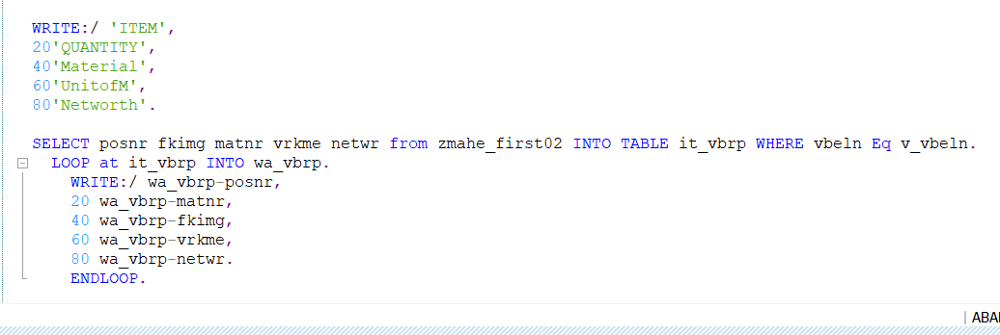 WRITE:/ 'ITEM',
20'QUANTITY',
40'Material',
60'UnitofM',
80'Networth'.
SELECT posnr fkimg matnr vrkme netwr from zmahe_first02 INTO TABLE it_vbrp WHERE vbeln Eq v_vbeln.
LOOP at it_vbrp INTO wa_vbrp.
WRITE:/ wa_vbrp-posnr,
20 wa_vbrp-matnr,
40 wa_vbrp-fkimg,
60 wa_vbrp-vrkme,
80 wa_vbrp-netwr.
ENDLOOP.
ABA